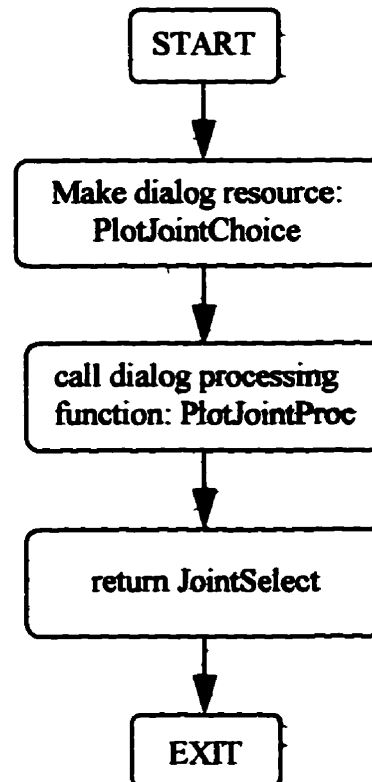 START
Make dialog resource:
PlotJointChoice
call dialog processing
function: PlotJointProc
return JointSelect
EXIT